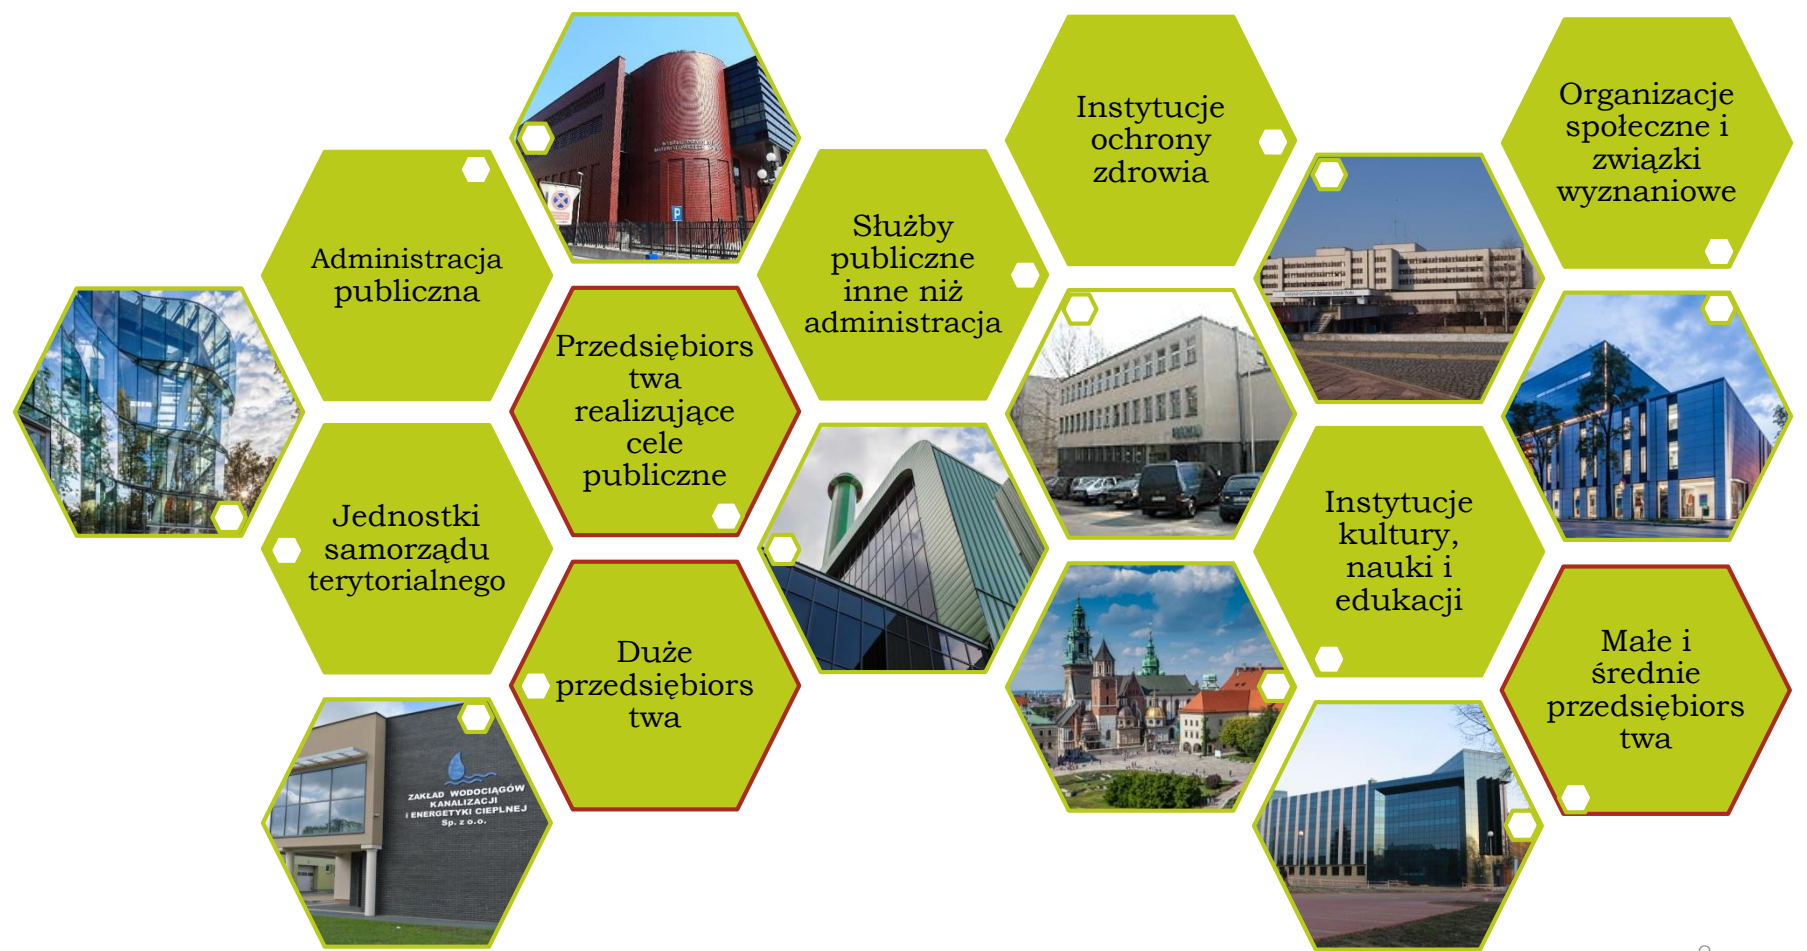 Administracja
publiczna
Jednostki
samorządu
terytorialnego
ZAKŁAD WODOCIĄGÓW
KANALIZACJI
i ENERGETYKI CIEPLNEJ
Sp. z o.o.
P
Przedsiębiors
twa
realizujące
cele
publiczne
Duże
przedsiębiors
twa
Służby
publiczne
inne niż
administracja
Instytucje
ochrony
zdrowia
Instytucje
kultury,
nauki i
edukacji
Organizacje
społeczne i
związki
wyznaniowe
Małe i
średnie
przedsiębiors
twa